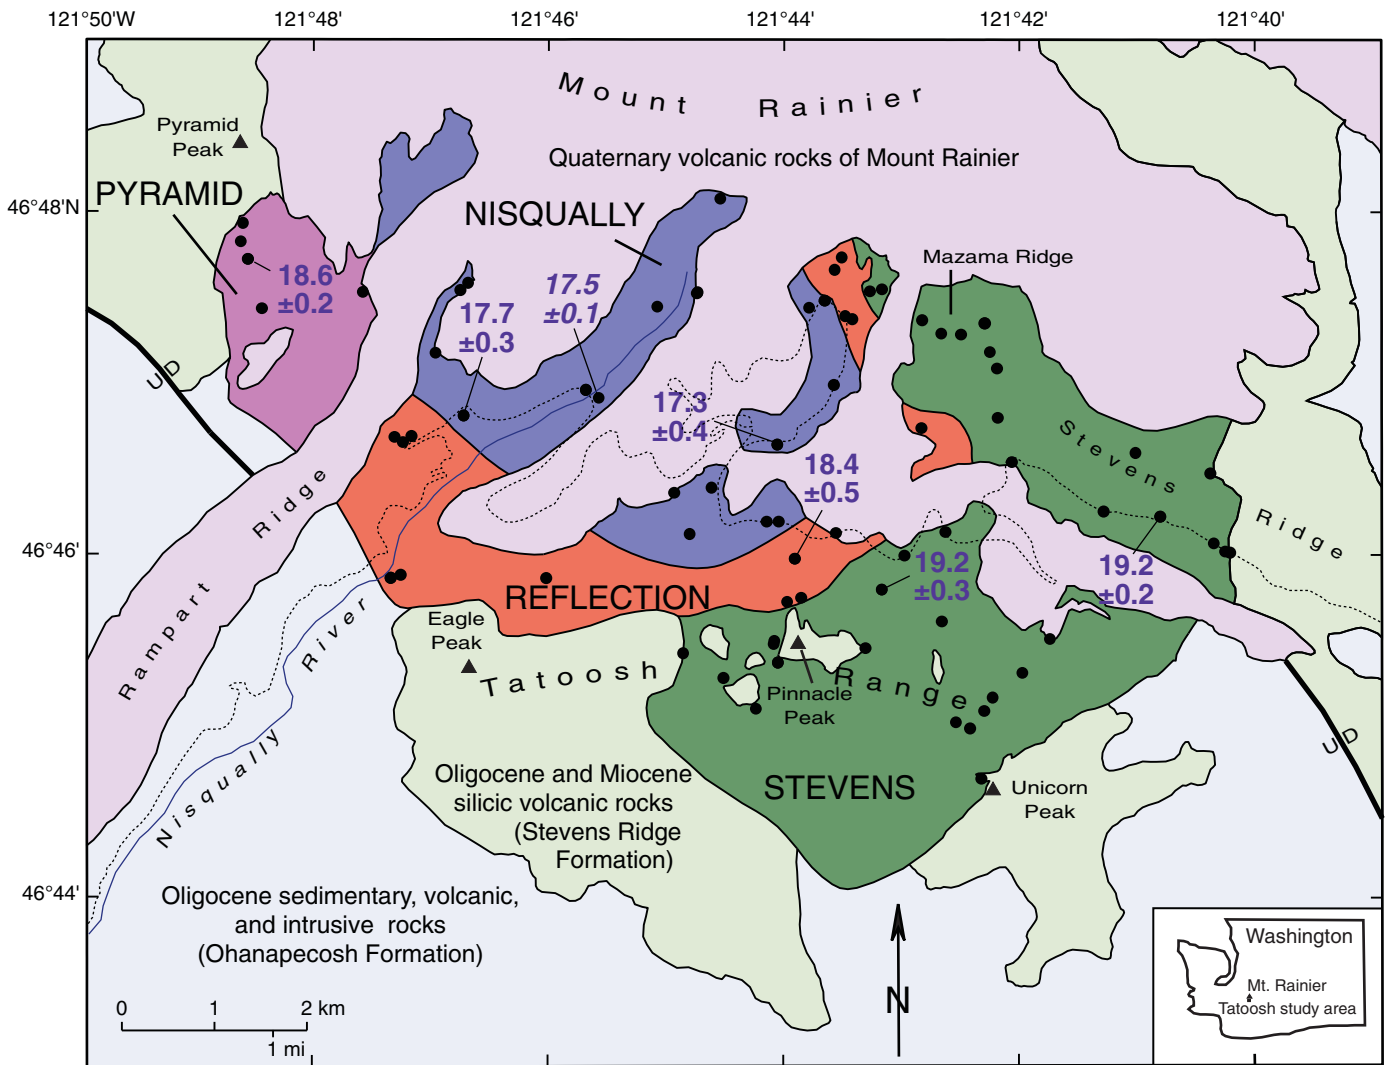 121°50'W
121°48'
121°46'
121°44'
121°42'
121°40'
Mount Rainier
Pyramid
Peak
Quaternary volcanic rocks of Mount Rainier
PYRAMID
46°48'N
NISQUALLY
Mazama Ridge
18.6
±0.2
17.5
±0.1
17.7
±0.3
UD
17.3
±0.4
Stevens
Ridge
18.4
±0.5
Rampart Ridge
46°46'
19.2
±0.3
19.2
±0.2
REFLECTION
Eagle
Peak
Nisqually River
Tatoosh Range
Pinnacle
Peak
UD
Oligocene and Miocene
silicic volcanic rocks
(Stevens Ridge
Formation)
STEVENS
Unicorn
Peak
46°44'
Oligocene sedimentary, volcanic,
and intrusive rocks
(Ohanapecosh Formation)
0 1 2 km
1 mi
N
Washington
Mt. Rainier
Tatoosh study area